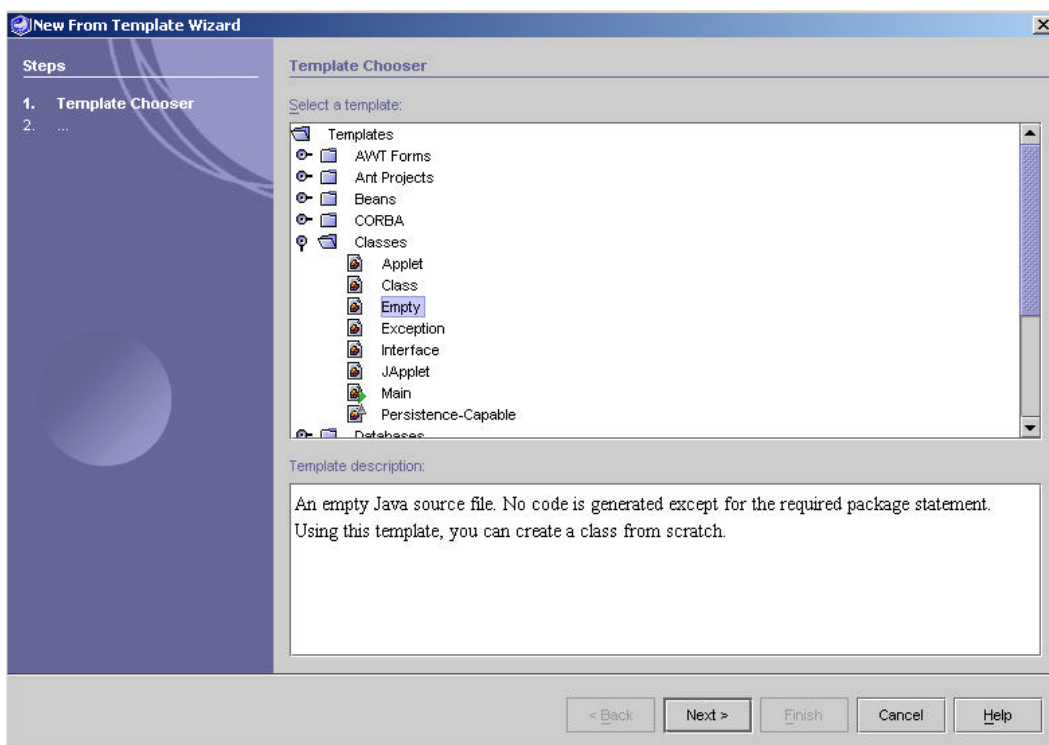 New From Template Wizard
Steps
1. Template Chooser
2. ...
Template Chooser
Select a template:
Templates
AWT Forms
Ant Projects
Beans
CORBA
Classes
Applet
Class
Empty
Exception
Interface
JApplet
Main
Persistence-Capable
Databases
Template description:
An empty Java source file. No code is generated except for the required package statement.
Using this template, you can create a class from scratch.
< Back Next > Finish Cancel Help